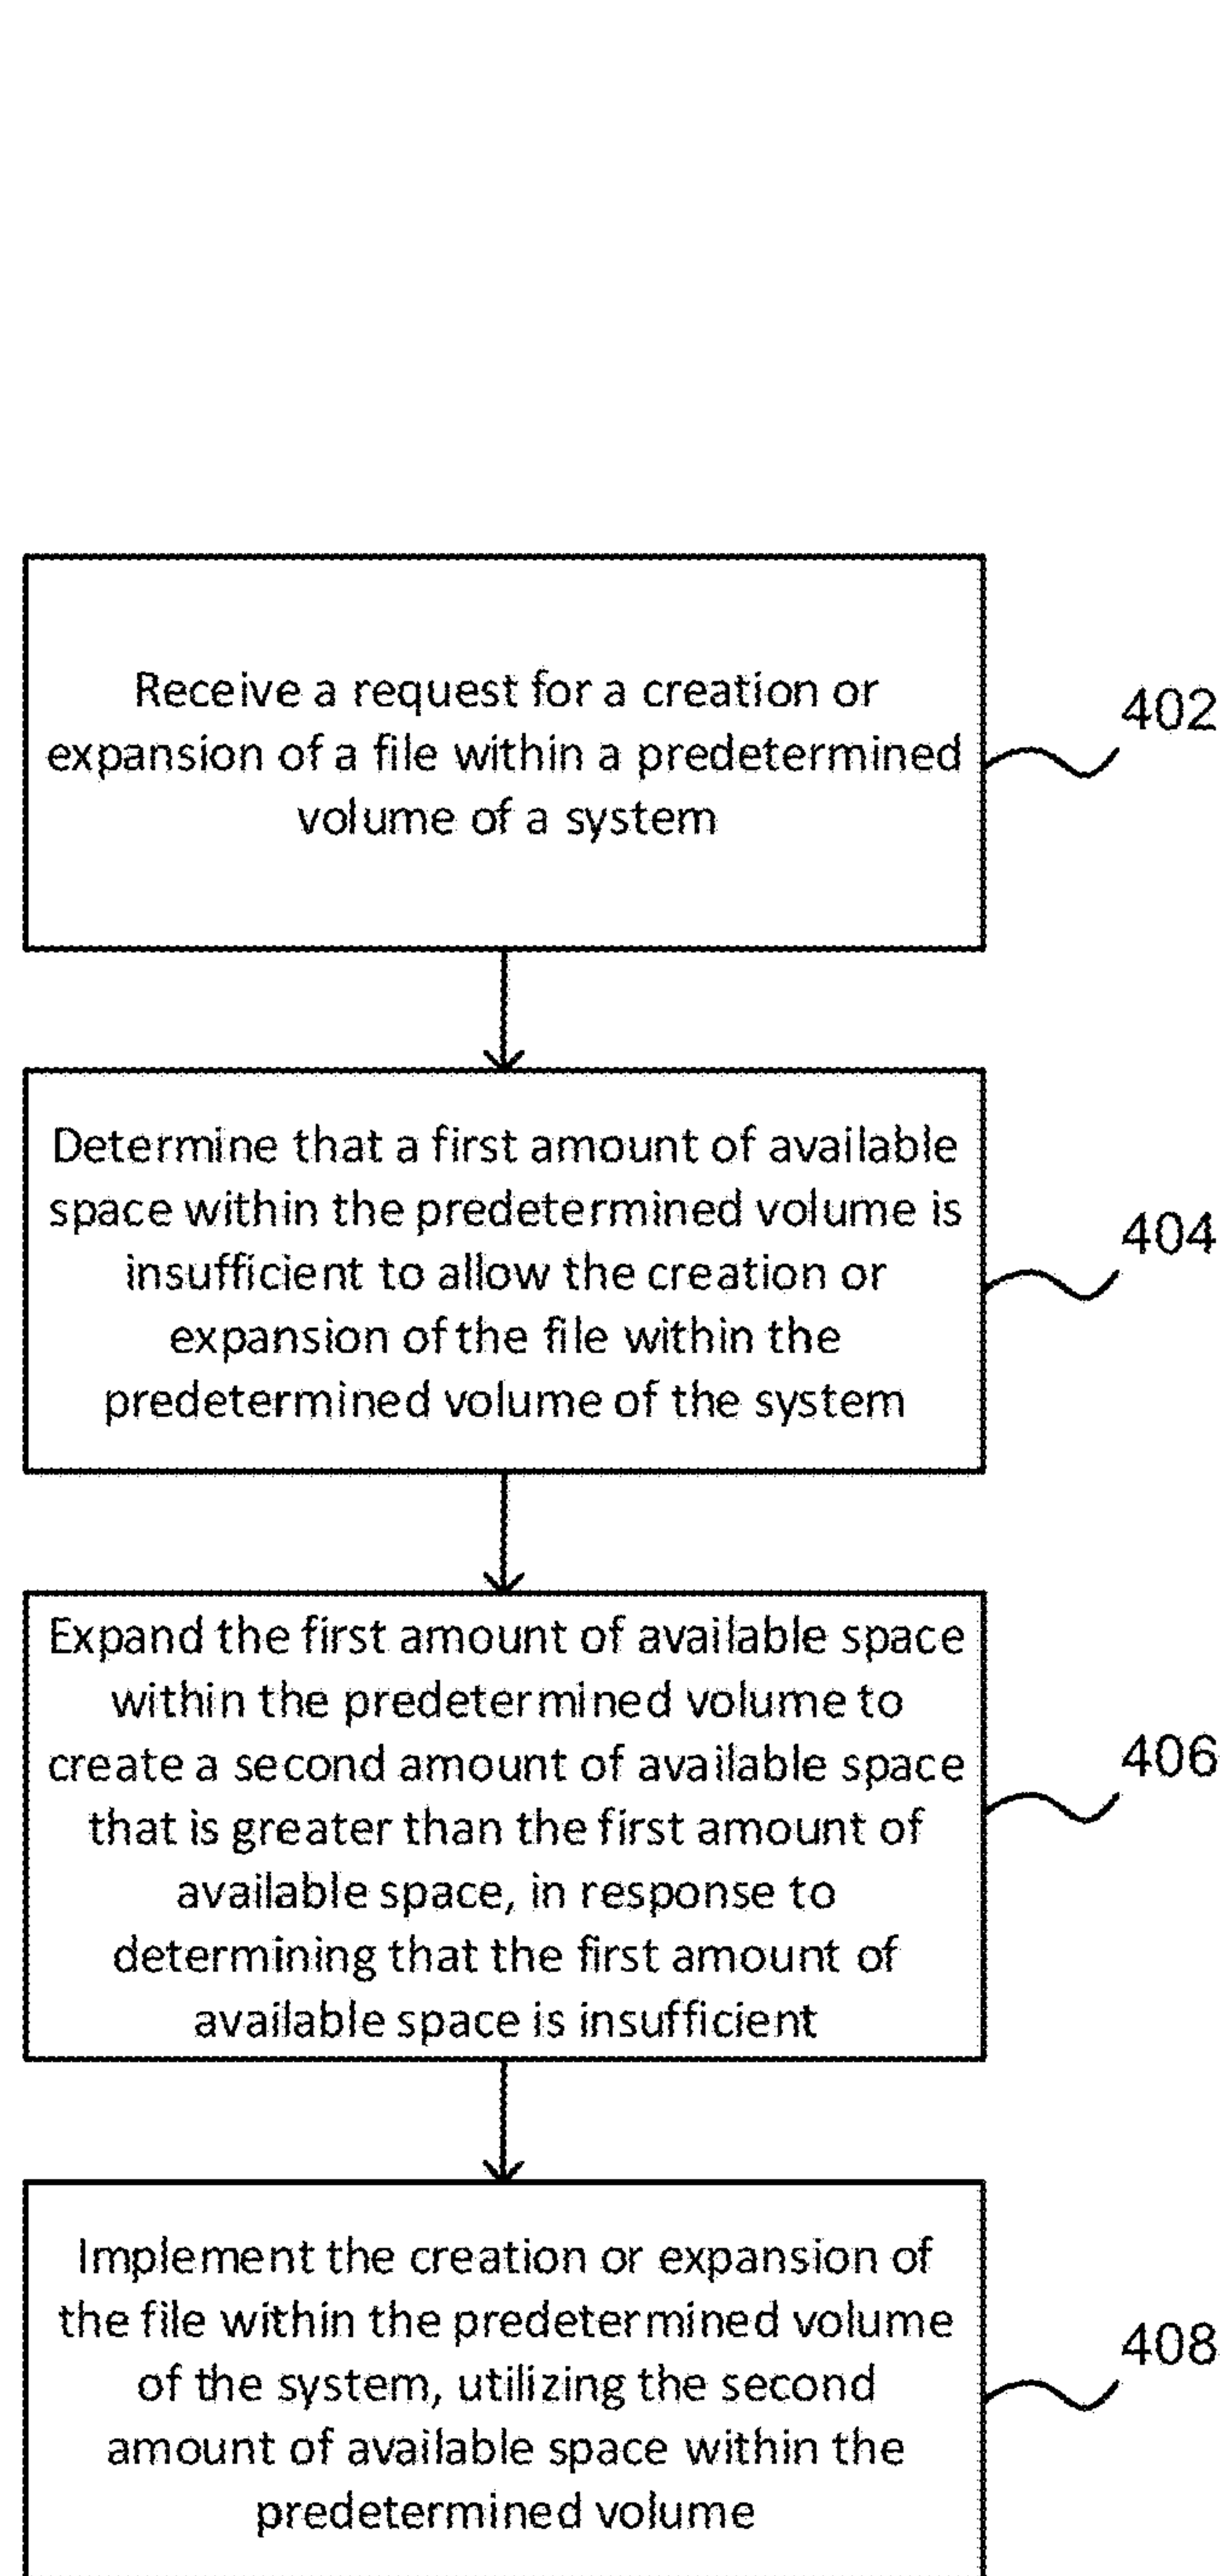 Receive a request for a creation or
expansion of a file within a predetermined
volume of a system
402
Determine that a first amount of available
space within the predetermined volume is
insufficient to allow the creation or
expansion of the file within the
predetermined volume of the system
404
Expand the first amount of available space
within the predetermined volume to
create a second amount of available space
that is greater than the first amount of
available space, in response to
determining that the first amount of
available space is insufficient
406
Implement the creation or expansion of
the file within the predetermined volume
of the system, utilizing the second
amount of available space within the
predetermined volume
408